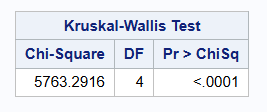 Kruskal-Wallis Test
Chi-Square DF Pr > ChiSq
5763.2916 4 <.0001